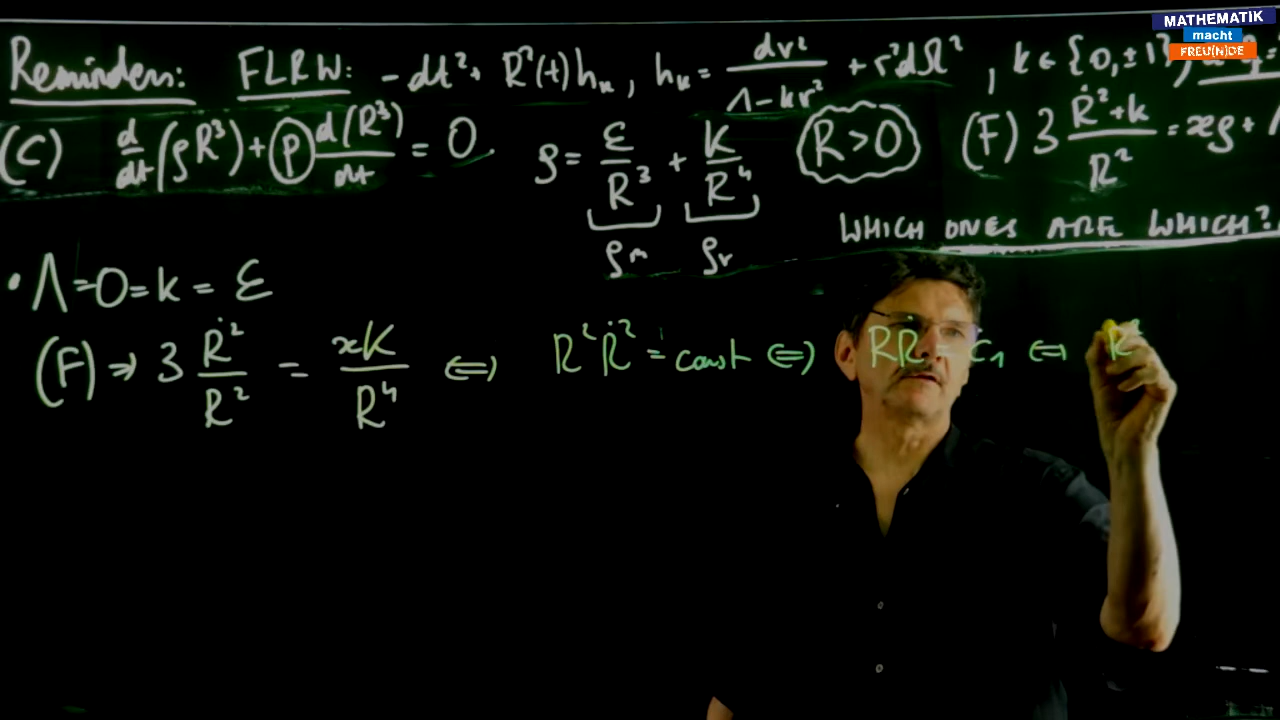 MATHEMATIK
macht
FREU(N)DE
Reminders: FLRW: -dt² + R²(t)hₖ, hₖ = dr²/(1-kr²) + r²dΩ², k ∈ {0,±1},
(C) d/dt(ρR³) + p d(R³)/dt = 0 ρ = ε/R³ + K/R⁴ R>0 (F) 3 (Ṙ²+k)/R² = ϰρ + Λ
ρm ρr WHICH ONES ARE WHICH?
• Λ=0=k=ε
(F) ⇒ 3 Ṙ²/R² = ϰK/R⁴ ⇔ R²Ṙ² = const ⇔ RṘ = C₁ ⇔ R²